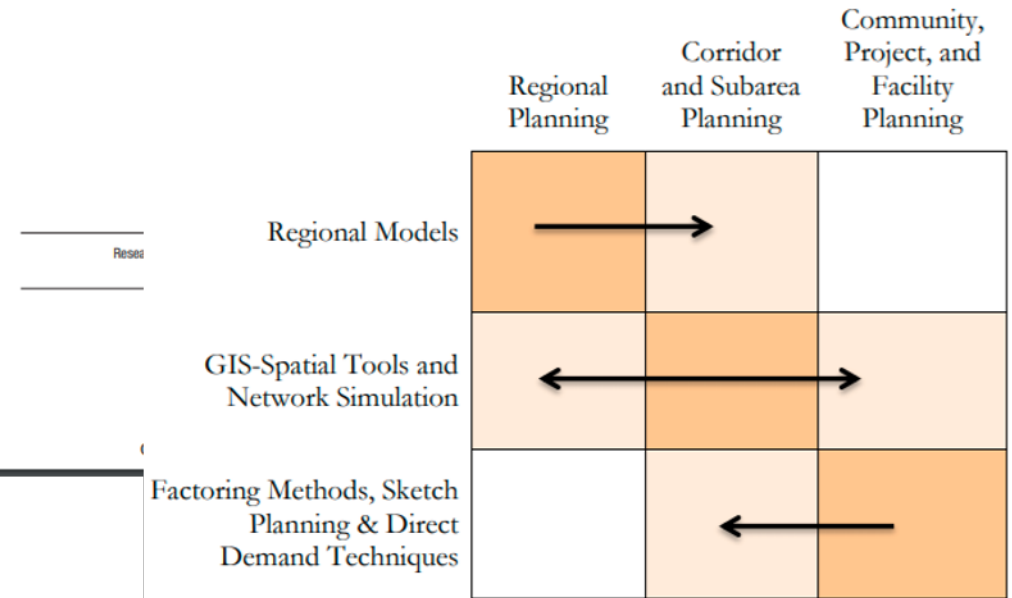 Community,
Project, and
Facility
Planning
Corridor
and Subarea
Planning
Regional
Planning
Regional Models
GIS-Spatial Tools and
Network Simulation
Factoring Methods, Sketch
Planning & Direct
Demand Techniques